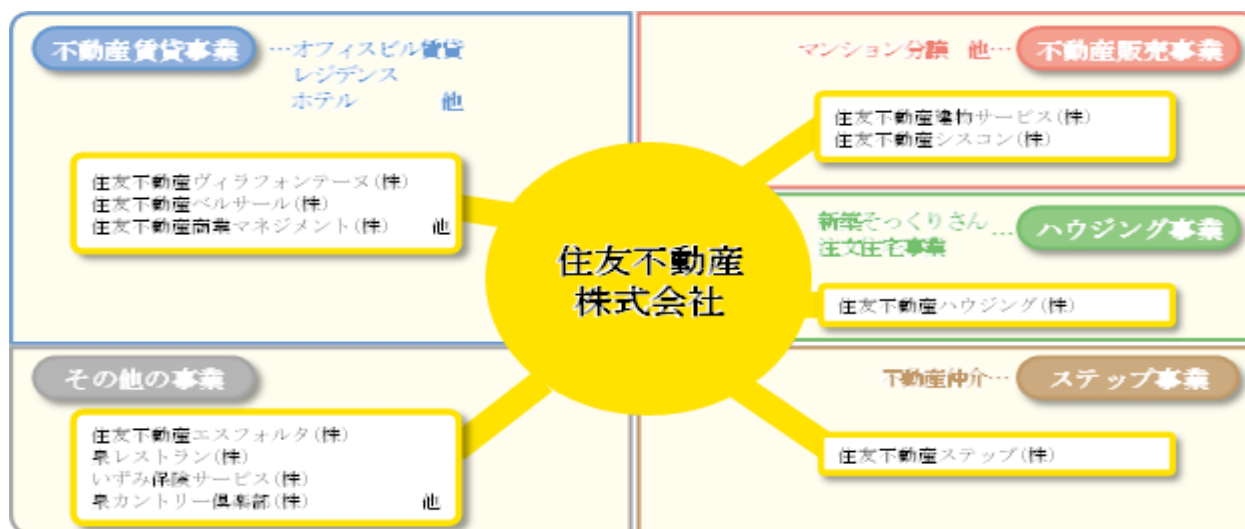 不動産賃貸事業 …オフィスビル賃貸
レジデンス
ホテル 他
住友不動産ヴィラフォンテーヌ(株)
住友不動産ベルサール(株)
住友不動産商業マネジメント(株) 他
マンション分譲 他… 不動産販売事業
住友不動産建物サービス(株)
住友不動産シスコン(株)
新築そっくりさん… ハウジング事業
注文住宅事業
住友不動産ハウジング(株)
住友不動産
株式会社
その他の事業
住友不動産エスフォルタ(株)
泉レストラン(株)
いずみ保険サービス(株)
泉カントリー倶楽部(株) 他
不動産仲介… ステップ事業
住友不動産ステップ(株)